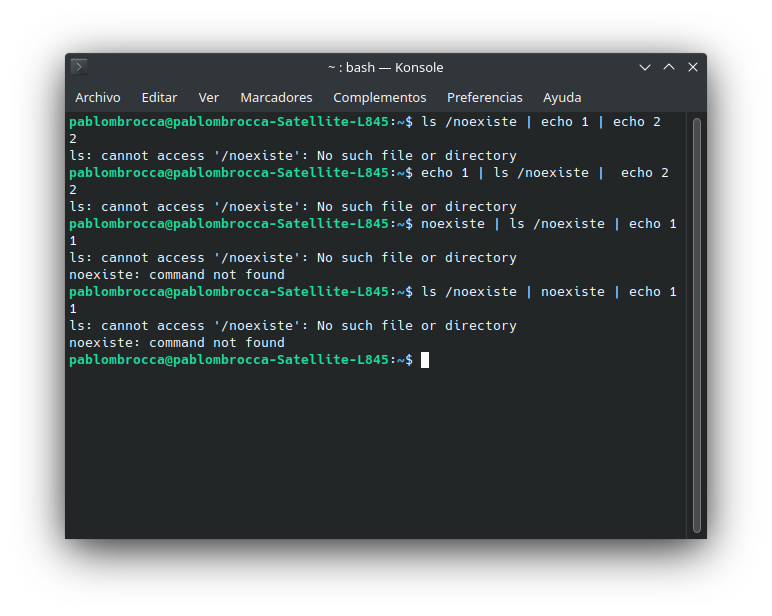 ~ : bash — Konsole
Archivo Editar Ver Marcadores Complementos Preferencias Ayuda
pablombrocca@pablombrocca-Satellite-L845:~$ ls /noexiste | echo 1 | echo 2
2
ls: cannot access '/noexiste': No such file or directory
pablombrocca@pablombrocca-Satellite-L845:~$ echo 1 | ls /noexiste |  echo 2
2
ls: cannot access '/noexiste': No such file or directory
pablombrocca@pablombrocca-Satellite-L845:~$ noexiste | ls /noexiste | echo 1
1
ls: cannot access '/noexiste': No such file or directory
noexiste: command not found
pablombrocca@pablombrocca-Satellite-L845:~$ ls /noexiste | noexiste | echo 1
1
ls: cannot access '/noexiste': No such file or directory
noexiste: command not found
pablombrocca@pablombrocca-Satellite-L845:~$